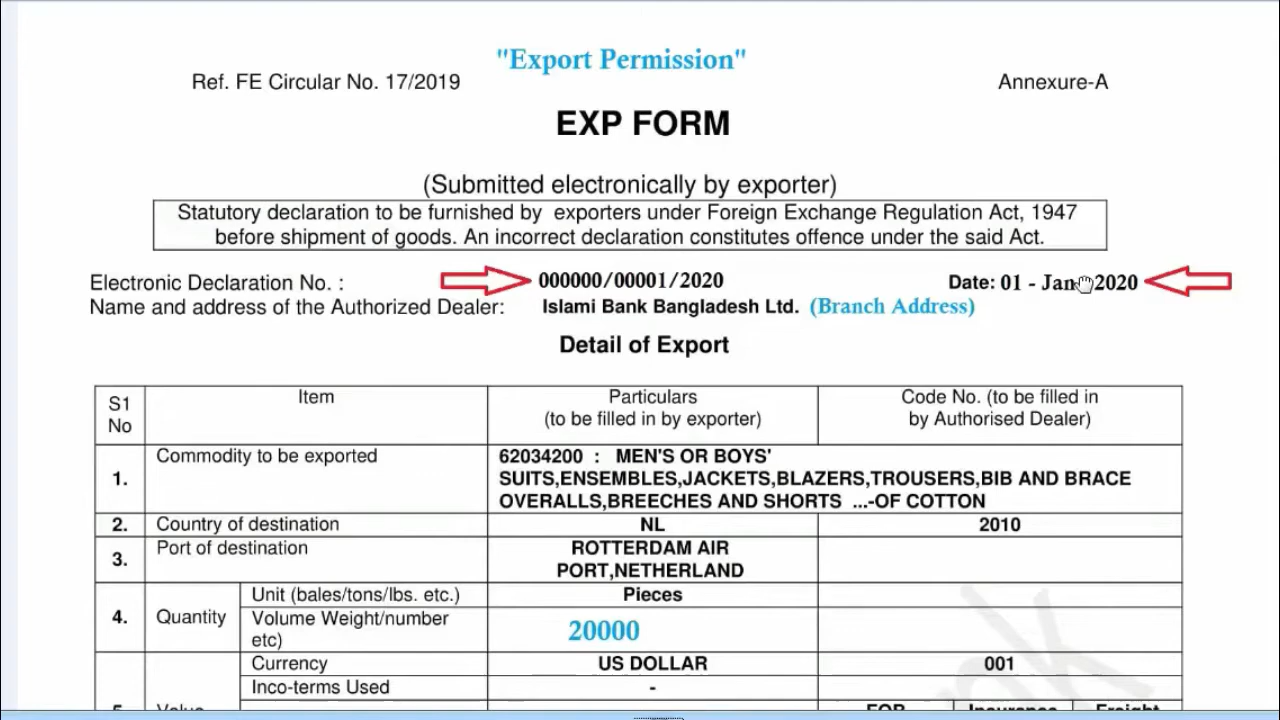 "Export Permission"
Ref. FE Circular No. 17/2019 Annexure-A
EXP FORM
(Submitted electronically by exporter)
Statutory declaration to be furnished by exporters under Foreign Exchange Regulation Act, 1947
before shipment of goods. An incorrect declaration constitutes offence under the said Act.
Electronic Declaration No. : 000000/00001/2020 Date: 01 - Jan 2020
Name and address of the Authorized Dealer: Islami Bank Bangladesh Ltd. (Branch Address)
Detail of Export
S1 No Item Particulars (to be filled in by exporter) Code No. (to be filled in by Authorised Dealer)
1. Commodity to be exported 62034200 : MEN'S OR BOYS'
SUITS,ENSEMBLES,JACKETS,BLAZERS,TROUSERS,BIB AND BRACE
OVERALLS,BREECHES AND SHORTS ...-OF COTTON
2. Country of destination NL 2010
3. Port of destination ROTTERDAM AIR
PORT,NETHERLAND
4. Quantity Unit (bales/tons/lbs. etc.) Pieces
Volume Weight/number etc) 20000
Currency US DOLLAR 001
Inco-terms Used -
5. Value FOB Insurance Freight